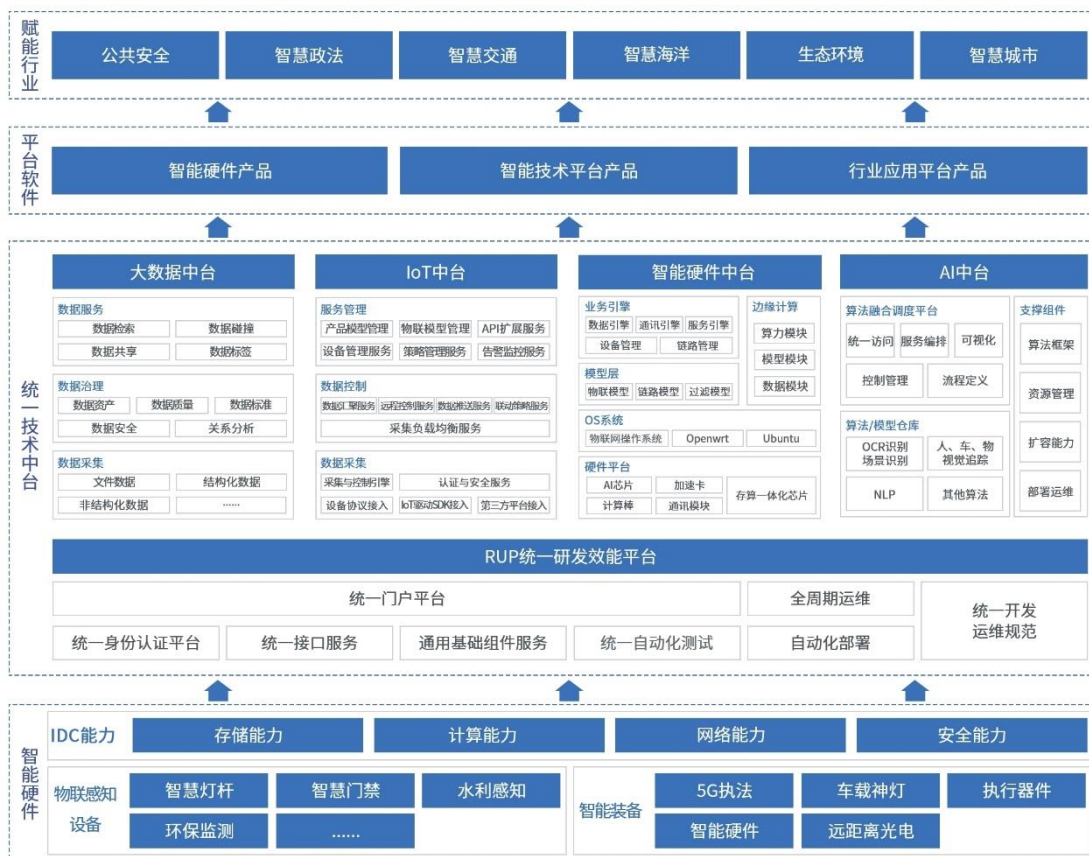 赋能行业
公共安全
智慧政法
智慧交通
智慧海洋
生态环境
智慧城市
平台软件
智能硬件产品
智能技术平台产品
行业应用平台产品
统一技术中台
大数据中台
数据服务
数据检索
数据碰撞
数据共享
数据标签
数据治理
数据资产
数据质量
数据标准
数据安全
关系分析
数据采集
文件数据
结构化数据
非结构化数据
......
IoT中台
服务管理
产品模型管理
物联模型管理
API扩展服务
设备管理服务
策略管理服务
告警监控服务
数据控制
数据汇聚服务
远程控制服务
数据推送服务
联动策略服务
采集负载均衡服务
数据采集
采集与控制引擎
认证与安全服务
设备协议接入
IoT驱动SDK接入
第三方平台接入
智能硬件中台
业务引擎
数据引擎
通讯引擎
服务引擎
设备管理
链路管理
模型层
物联模型
链路模型
过滤模型
边缘计算
算力模块
模型模块
数据模块
OS系统
物联网操作系统
Openwrt
Ubuntu
硬件平台
AI芯片
加速卡
计算棒
通讯模块
存算一体化芯片
AI中台
算法融合调度平台
统一访问
服务编排
可视化
控制管理
流程定义
算法/模型仓库
OCR识别
场景识别
人、车、物
视觉追踪
NLP
其他算法
支撑组件
算法框架
资源管理
扩容能力
部署运维
RUP统一研发效能平台
统一门户平台
全周期运维
统一开发
运维规范
统一身份认证平台
统一接口服务
通用基础组件服务
统一自动化测试
自动化部署
智能硬件
IDC能力
存储能力
计算能力
网络能力
安全能力
物联感知
设备
智慧灯杆
智慧门禁
水利感知
环保监测
......
智能装备
5G执法
车载神灯
执行器件
智能硬件
远距离光电